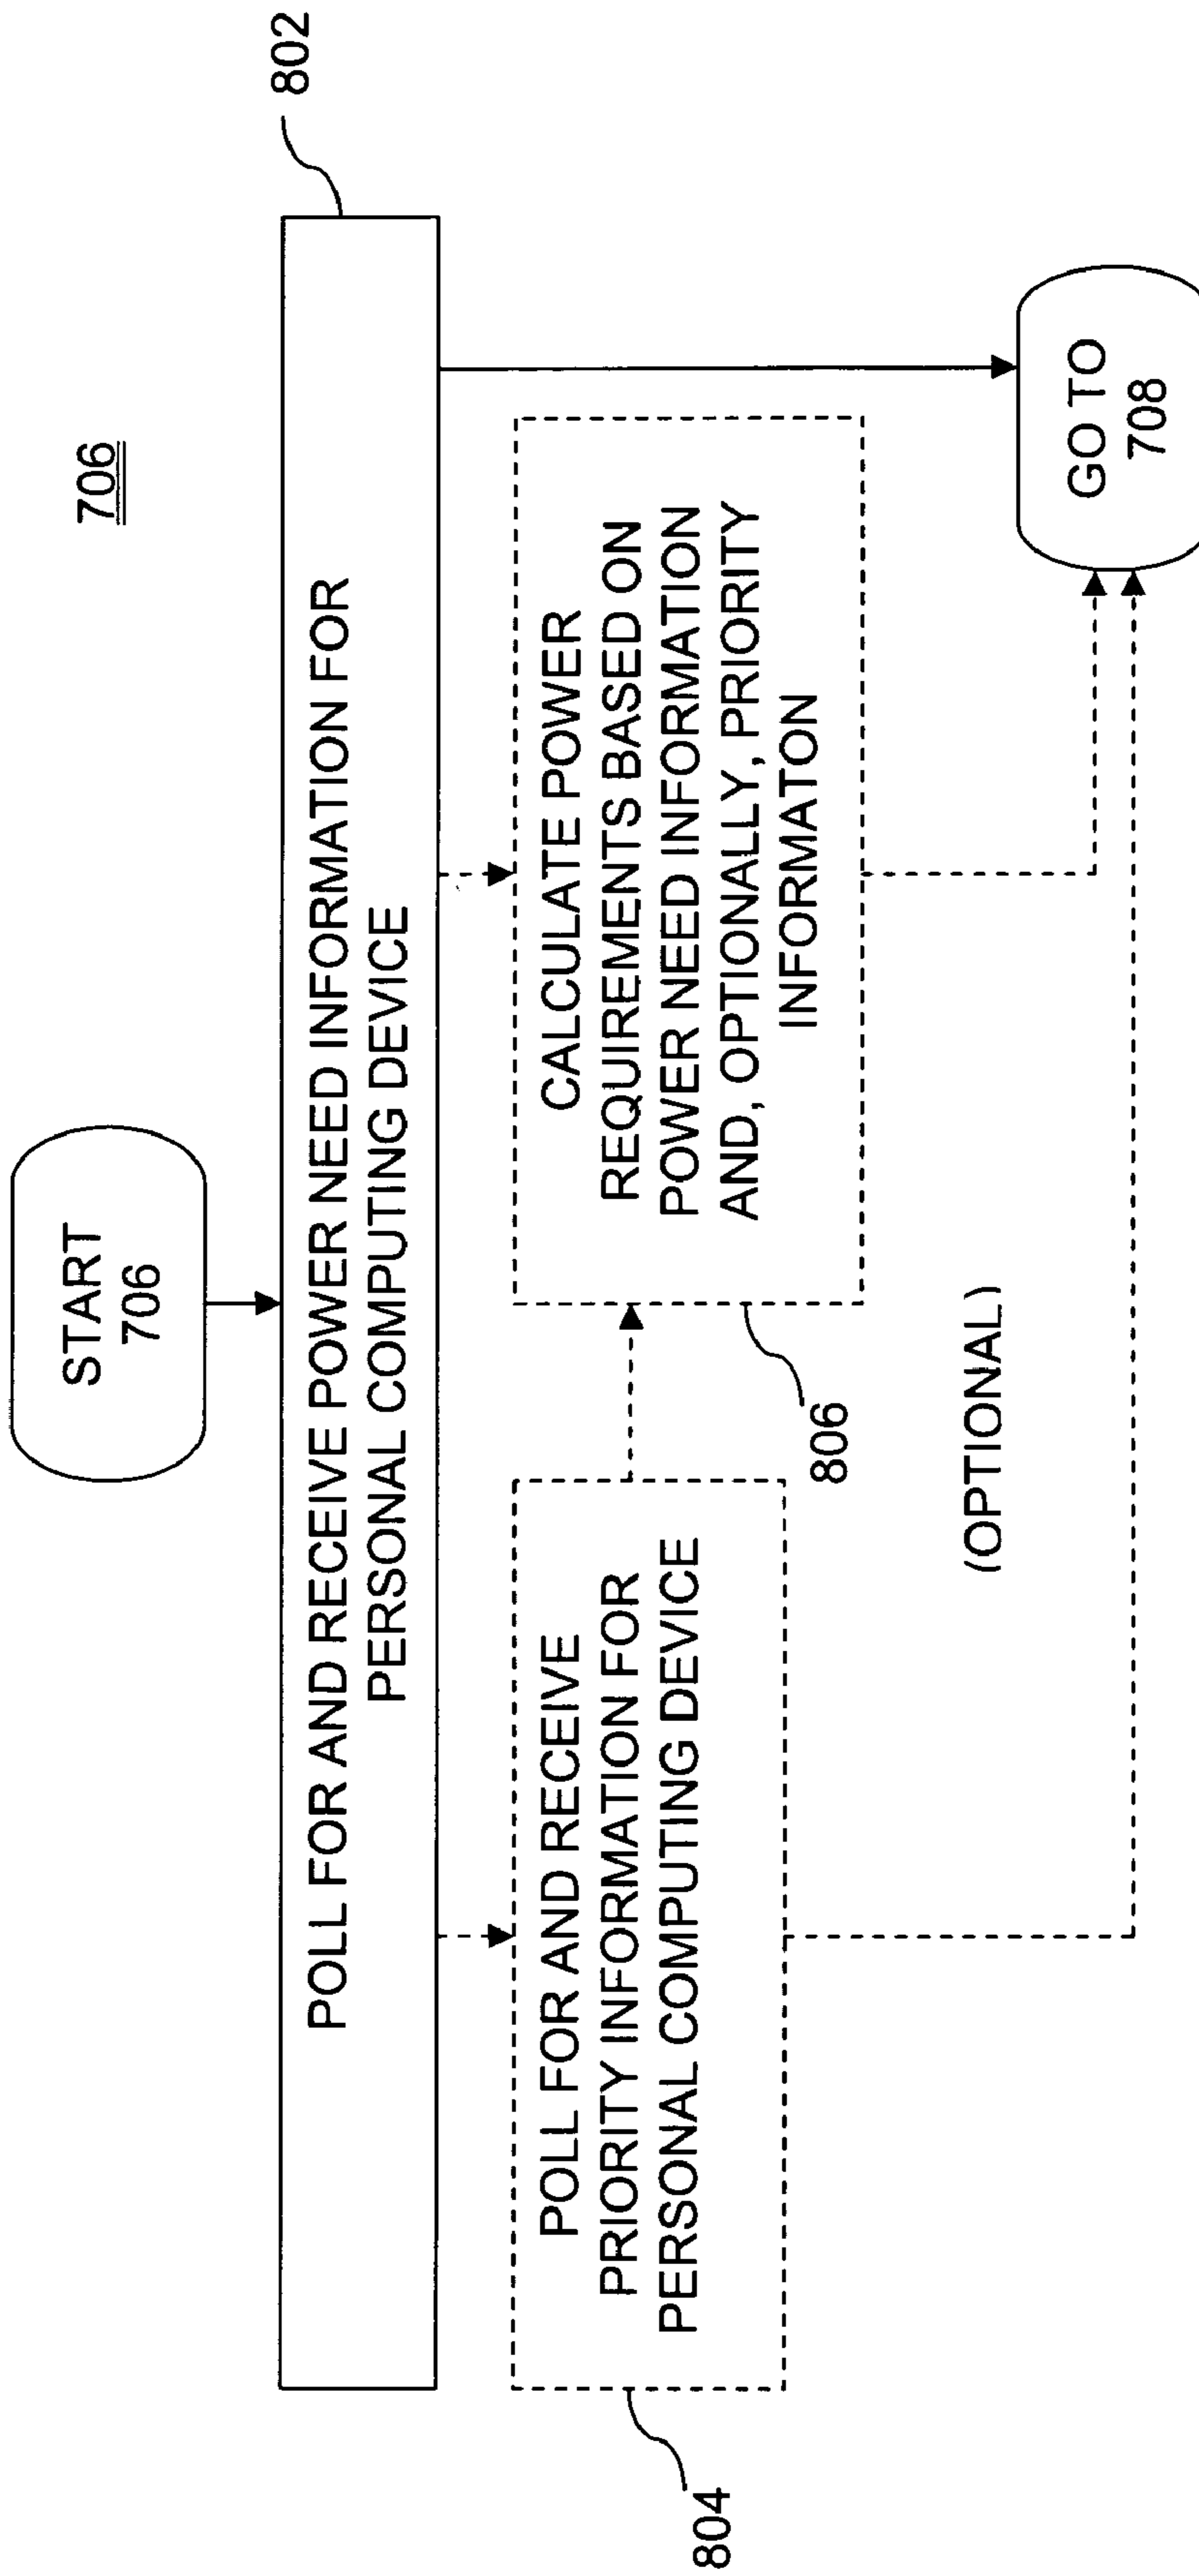 706
START
706
802
POLL FOR AND RECEIVE POWER NEED INFORMATION FOR
PERSONAL COMPUTING DEVICE
POLL FOR AND RECEIVE
PRIORITY INFORMATION FOR
PERSONAL COMPUTING DEVICE
804
CALCULATE POWER
REQUIREMENTS BASED ON
POWER NEED INFORMATION
AND, OPTIONALLY, PRIORITY
INFORMATON
806
(OPTIONAL)
GO TO
708